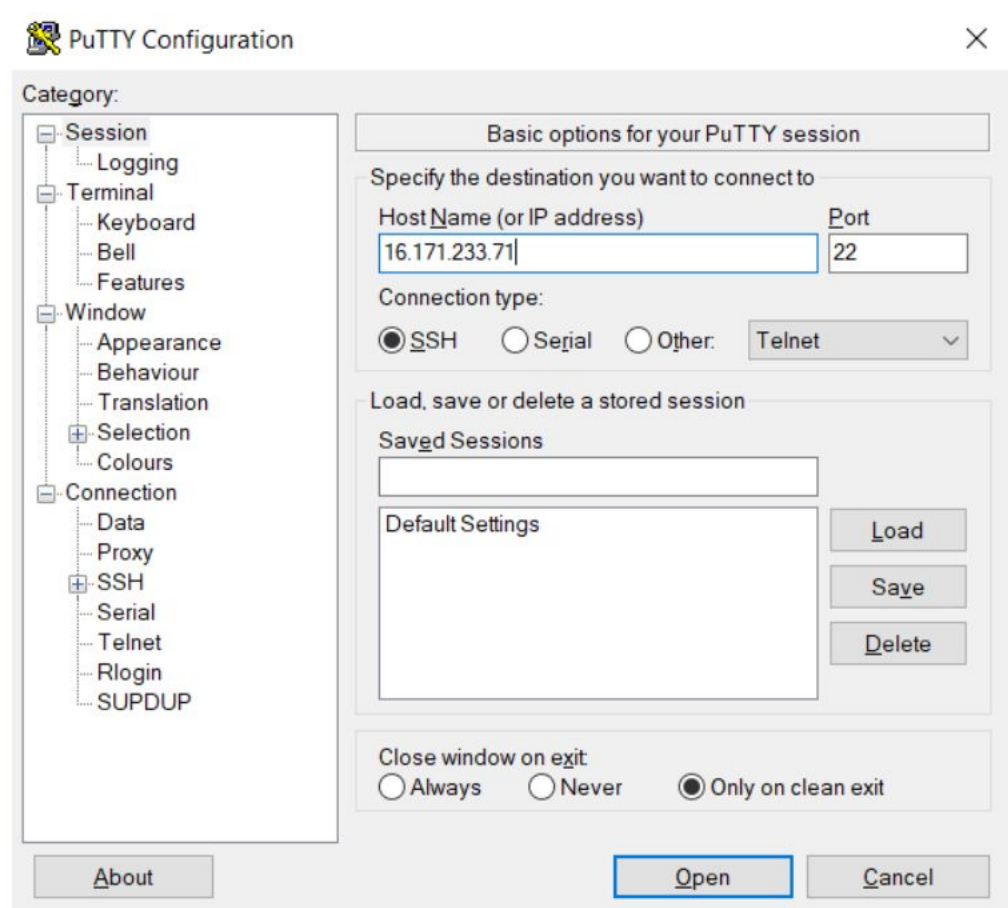 PuTTY Configuration
Category:
Session
Logging
Terminal
Keyboard
Bell
Features
Window
Appearance
Behaviour
Translation
Selection
Colours
Connection
Data
Proxy
SSH
Serial
Telnet
Rlogin
SUPDUP
Basic options for your PuTTY session
Specify the destination you want to connect to
Host Name (or IP address) Port
16.171.233.71 22
Connection type:
SSH Serial Other: Telnet
Load, save or delete a stored session
Saved Sessions
Default Settings
Load
Save
Delete
Close window on exit:
Always Never Only on clean exit
About Open Cancel